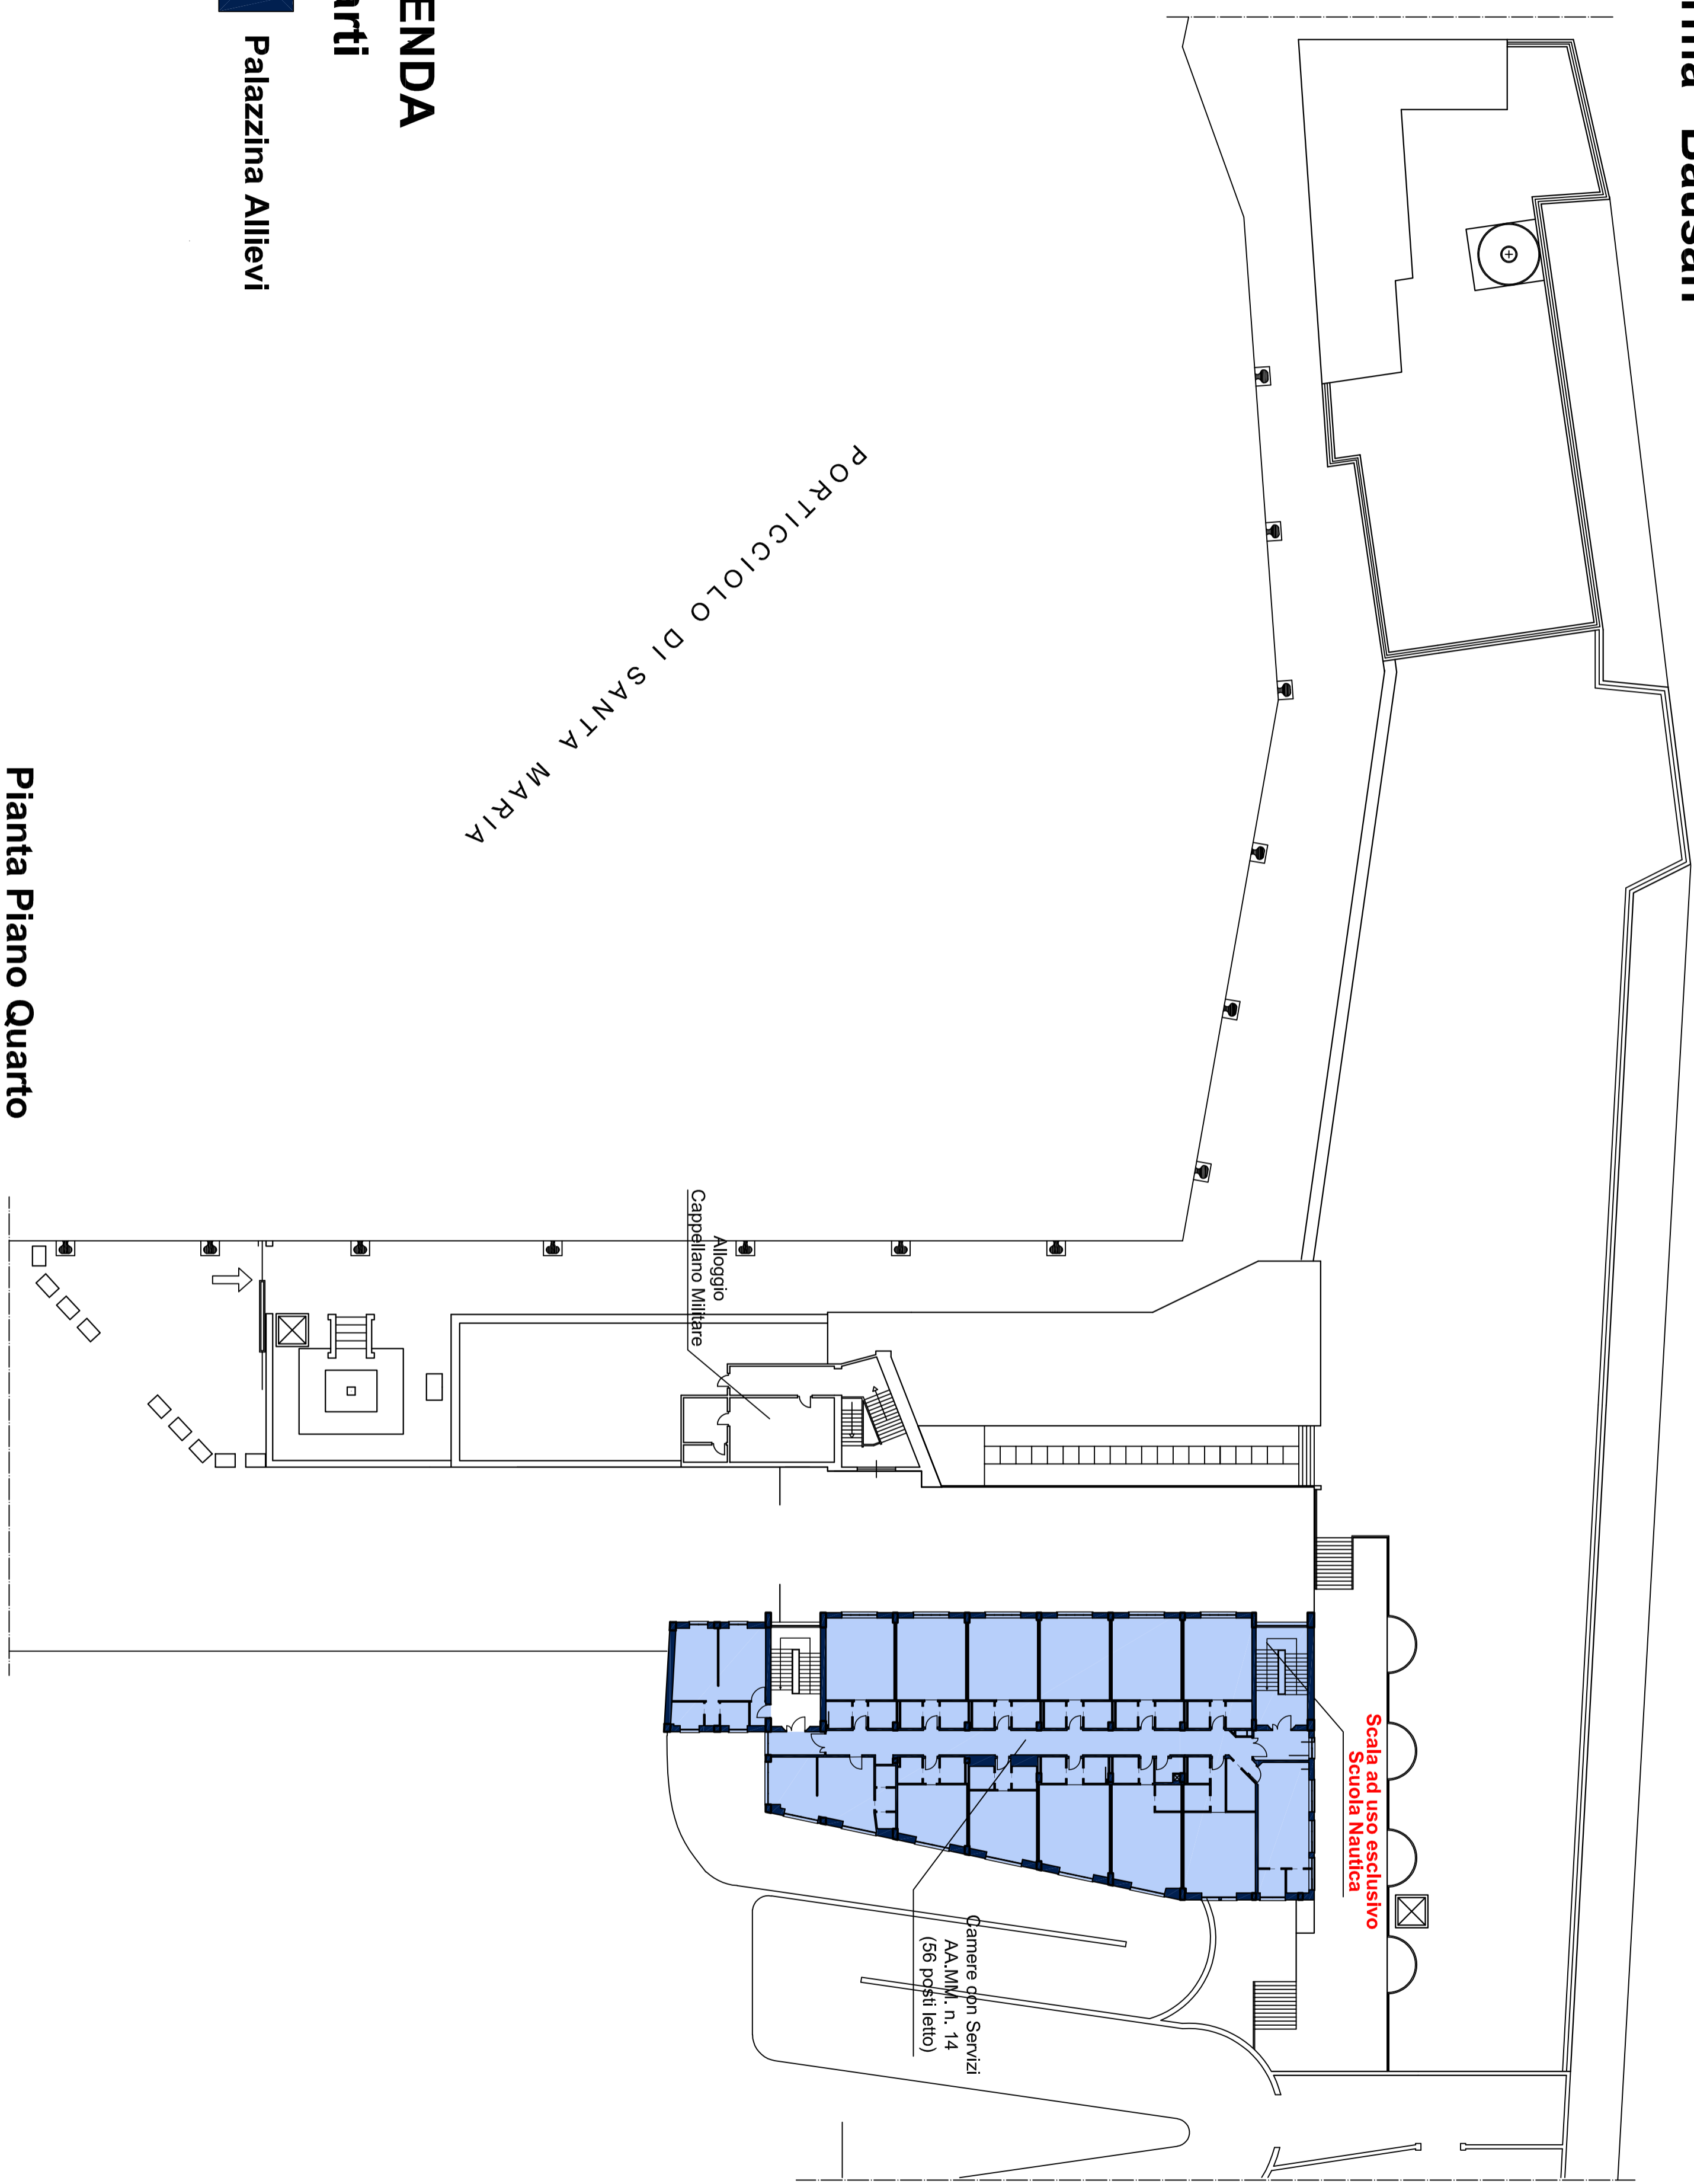 ENDA
Palazzina Allievi
PORTICCIOLO DI SANTA MARIA
Pianta Piano Quarto
Alloggio
Cappellano Militare
Scala ad uso esclusivo
Scuola Nautica
Camere con Servizi
AA.MM. n. 14
(56 posti letto)